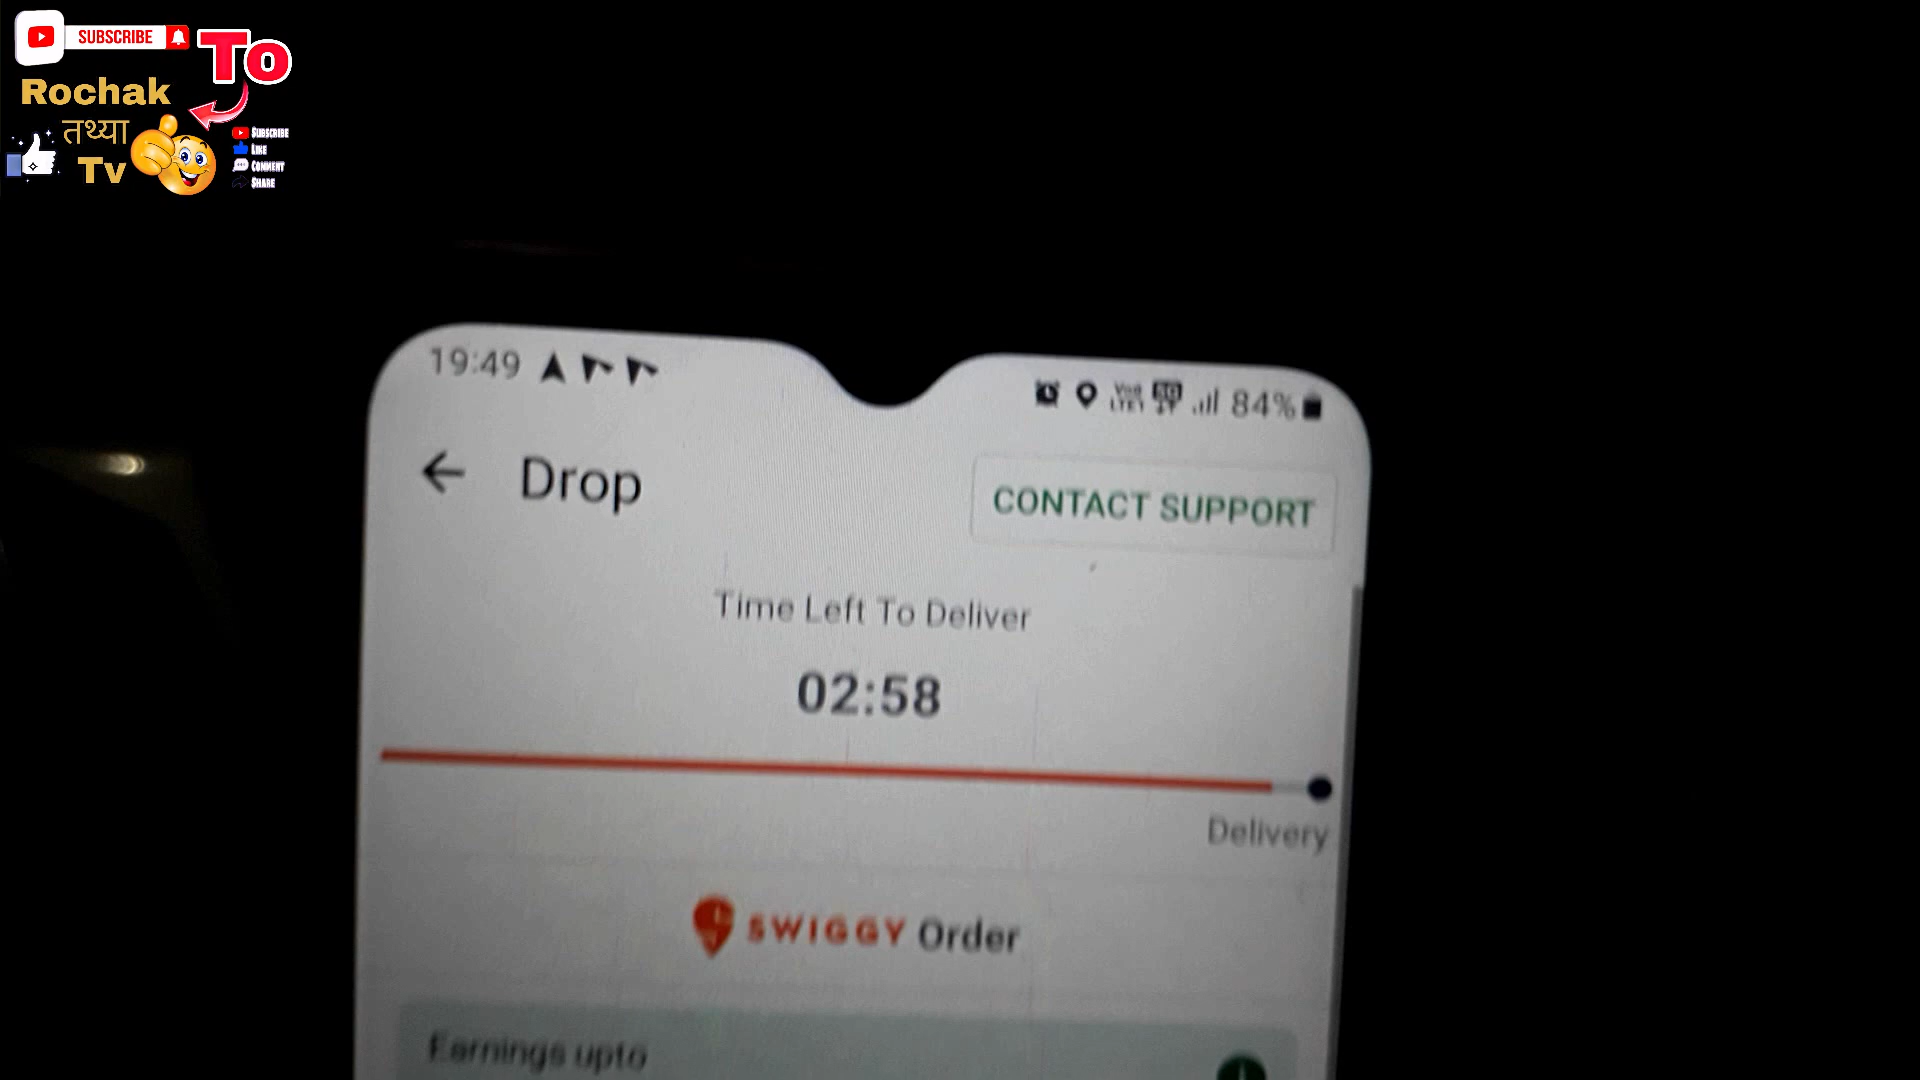 SUBSCRIBE
To
Rochak
तथ्या
Tv
SUBSCRIBE
LIKE
COMMENT
SHARE
19:49
84%
Drop
CONTACT SUPPORT
Time Left To Deliver
02:58
Delivery
SWIGGY Order
Earnings upto